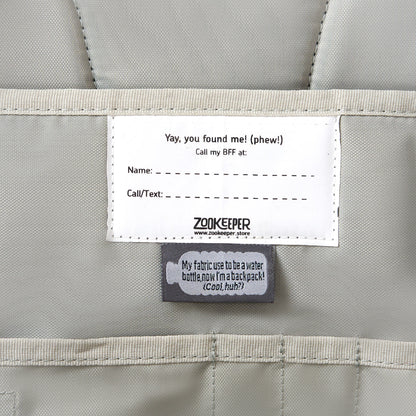 Yay, you found me! (phew!)
Call my BFF at:
Name:
Call/Text:
ZOOKEEPER
www.zookeeper.store
My fabric use to be a water
bottle, now I'm a backpack!
(Cool, huh?)